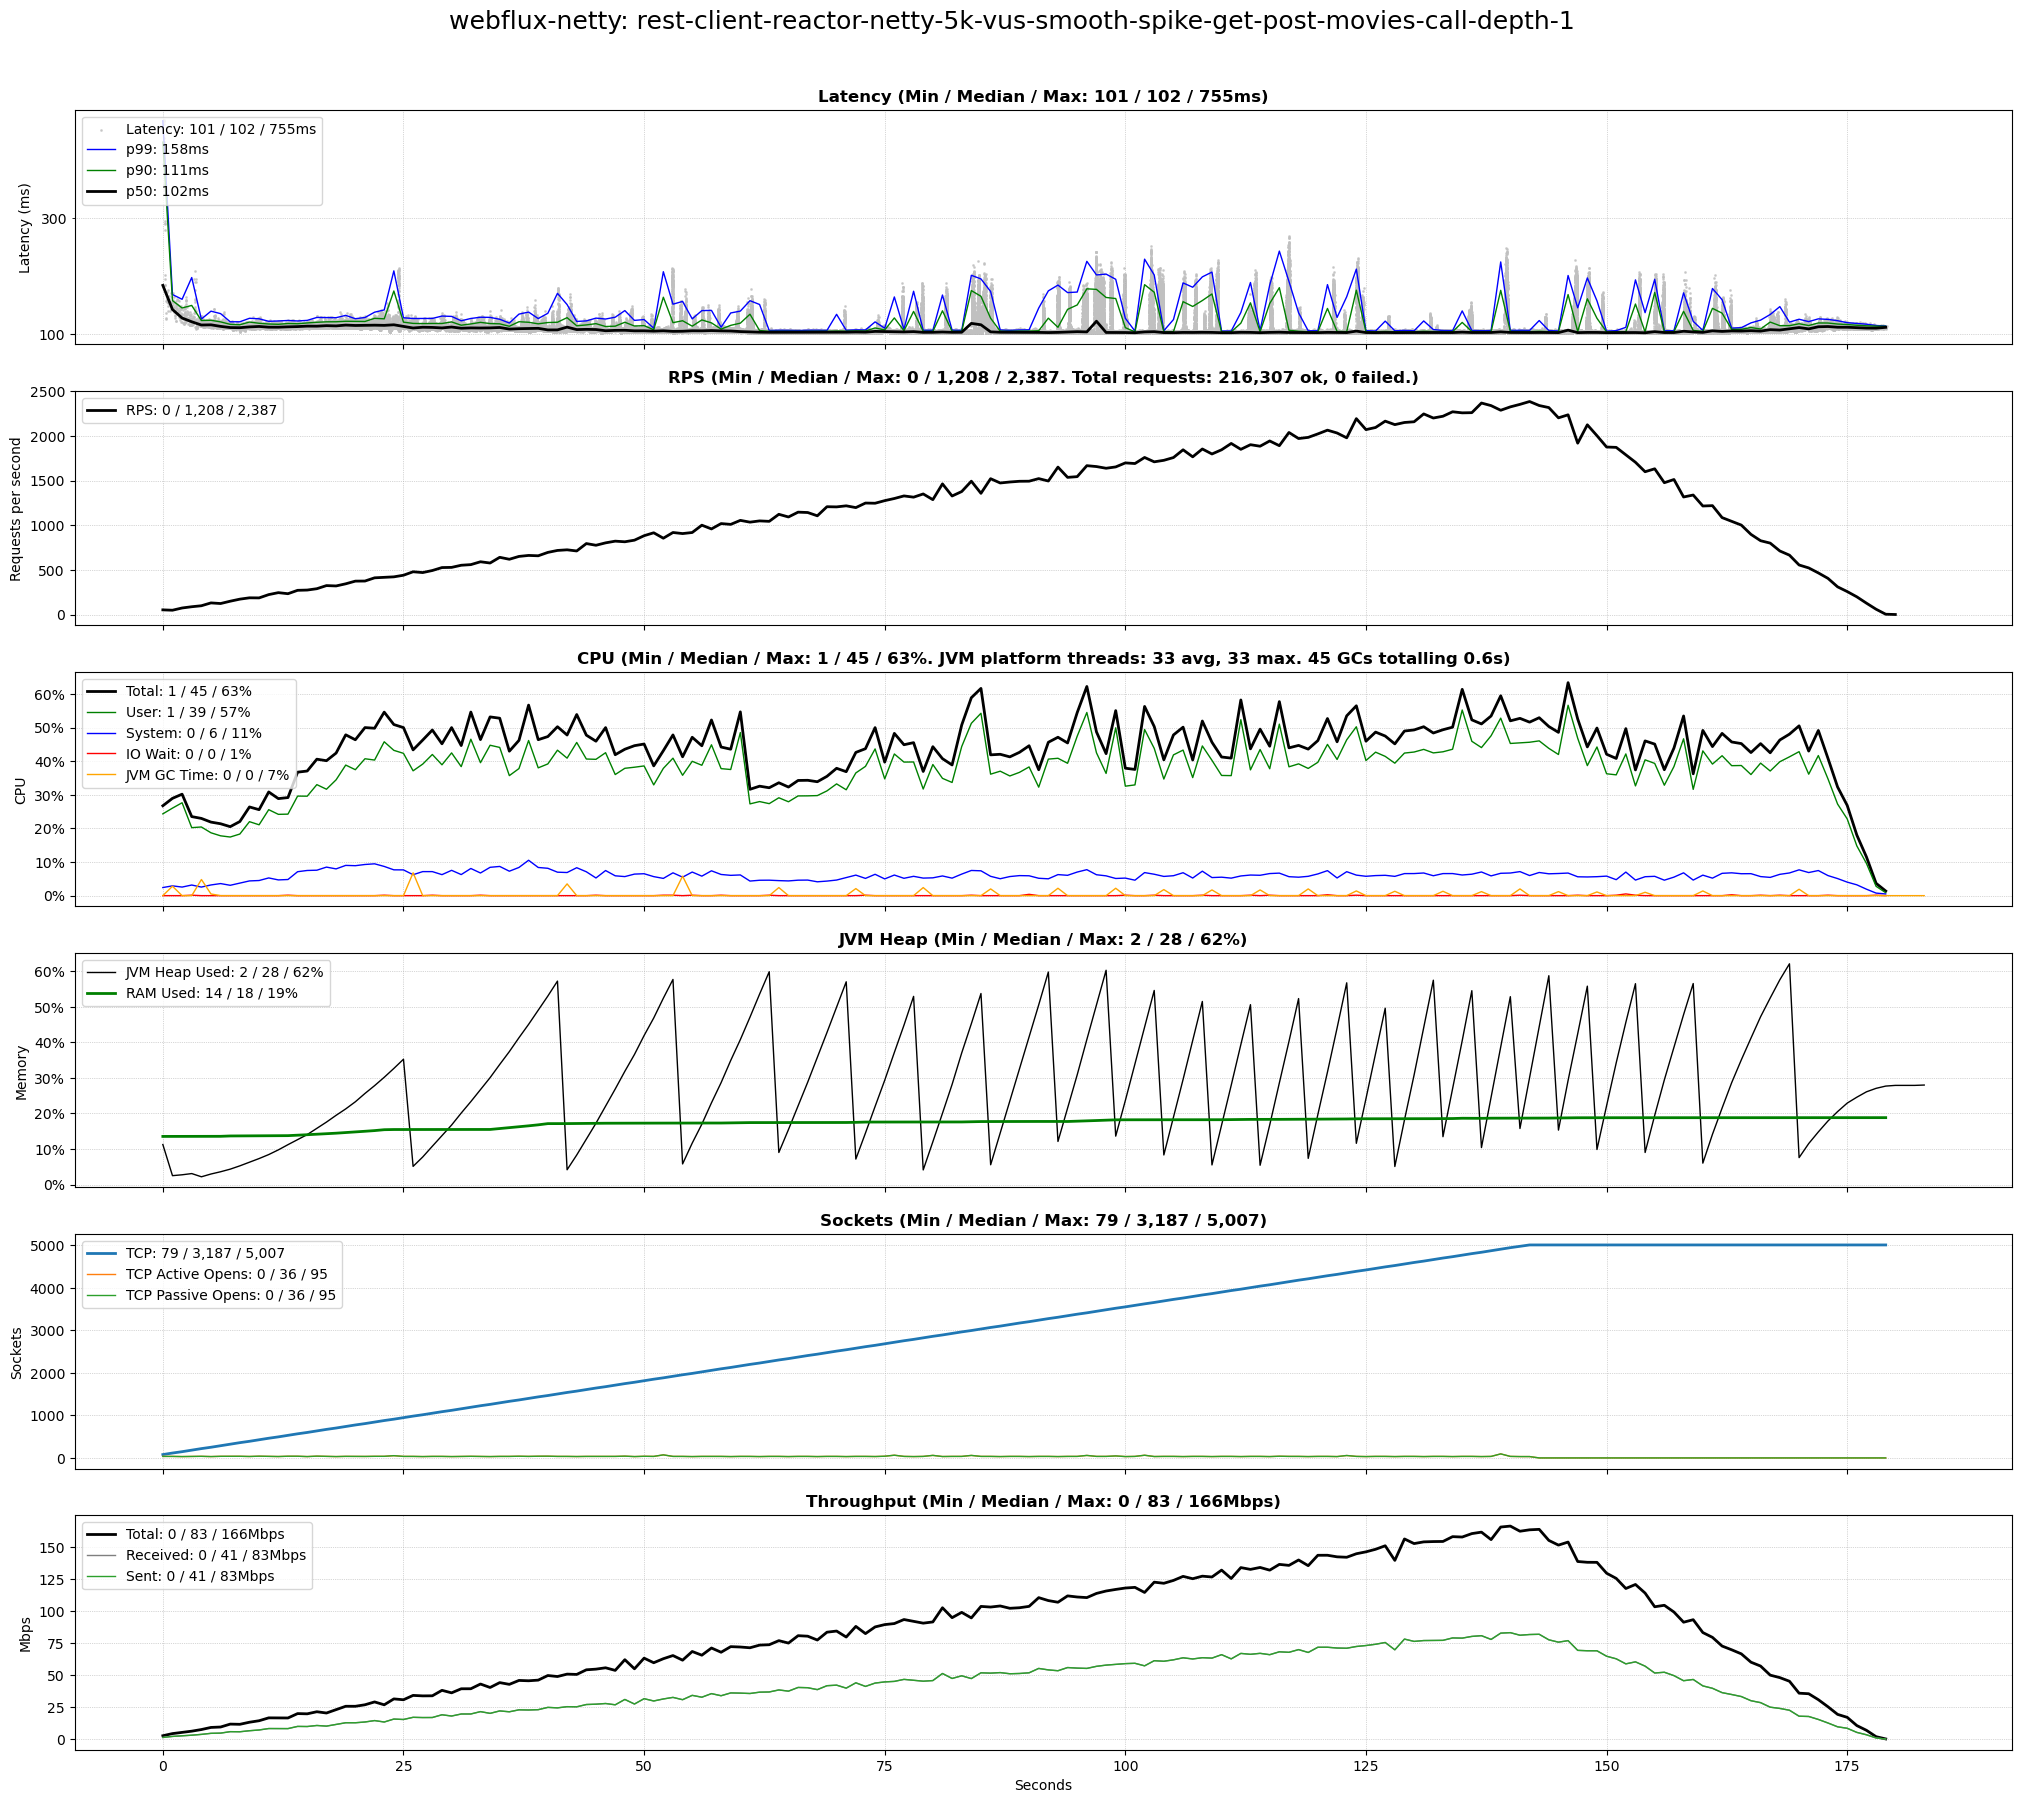 webflux-netty: rest-client-reactor-netty-5k-vus-smooth-spike-get-post-movies-call-depth-1
Latency (Min / Median / Max: 101 / 102 / 755ms)
Latency: 101 / 102 / 755ms
p99: 158ms
p90: 111ms
p50: 102ms
Latency (ms)
300
100
RPS (Min / Median / Max: 0 / 1,208 / 2,387. Total requests: 216,307 ok, 0 failed.)
RPS: 0 / 1,208 / 2,387
Requests per second
2500
2000
1500
1000
500
0
CPU (Min / Median / Max: 1 / 45 / 63%. JVM platform threads: 33 avg, 33 max. 45 GCs totalling 0.6s)
Total: 1 / 45 / 63%
User: 1 / 39 / 57%
System: 0 / 6 / 11%
IO Wait: 0 / 0 / 1%
JVM GC Time: 0 / 0 / 7%
CPU
60%
50%
40%
30%
20%
10%
0%
JVM Heap (Min / Median / Max: 2 / 28 / 62%)
JVM Heap Used: 2 / 28 / 62%
RAM Used: 14 / 18 / 19%
Memory
60%
50%
40%
30%
20%
10%
0%
Sockets (Min / Median / Max: 79 / 3,187 / 5,007)
TCP: 79 / 3,187 / 5,007
TCP Active Opens: 0 / 36 / 95
TCP Passive Opens: 0 / 36 / 95
Sockets
5000
4000
3000
2000
1000
0
Throughput (Min / Median / Max: 0 / 83 / 166Mbps)
Total: 0 / 83 / 166Mbps
Received: 0 / 41 / 83Mbps
Sent: 0 / 41 / 83Mbps
Mbps
150
125
100
75
50
25
0
0 25 50 75 100 125 150 175
Seconds